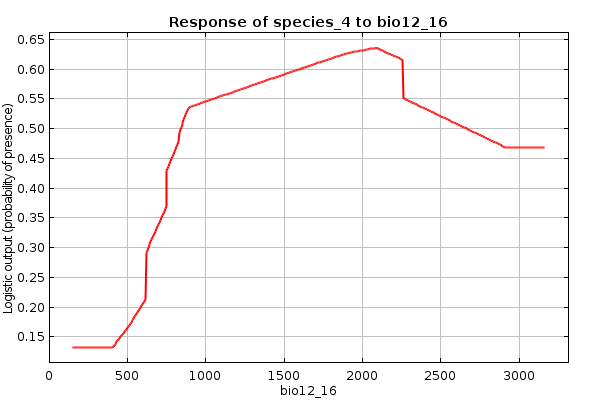 Response of species_4 to bio12_16
Logistic output (probability of presence)
0.65
0.60
0.55
0.50
0.45
0.40
0.35
0.30
0.25
0.20
0.15
0 500 1000 1500 2000 2500 3000
bio12_16